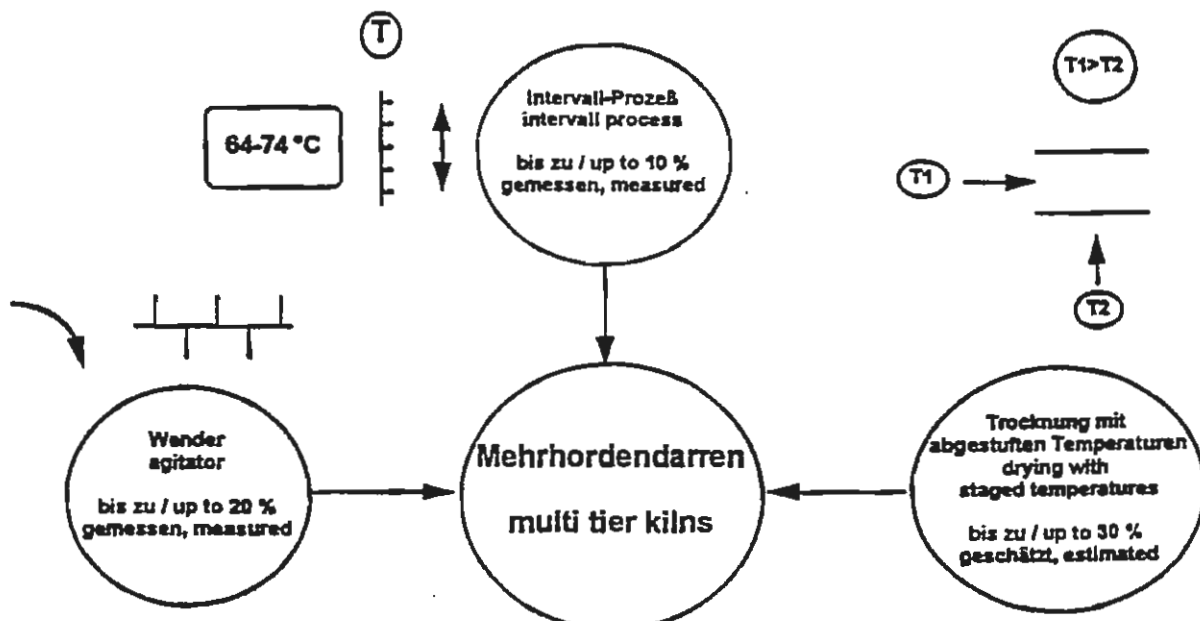 T
64-74 °C
Intervall-Prozeß
intervall process
bis zu / up to 10 %
gemessen, measured
T1>T2
T1
T2
Wender
agitator
bis zu / up to 20 %
gemessen, measured
Mehrhordendarren
multi tier kilns
Trocknung mit
abgestuften Temperaturen
drying with
staged temperatures
bis zu / up to 30 %
geschätzt, estimated